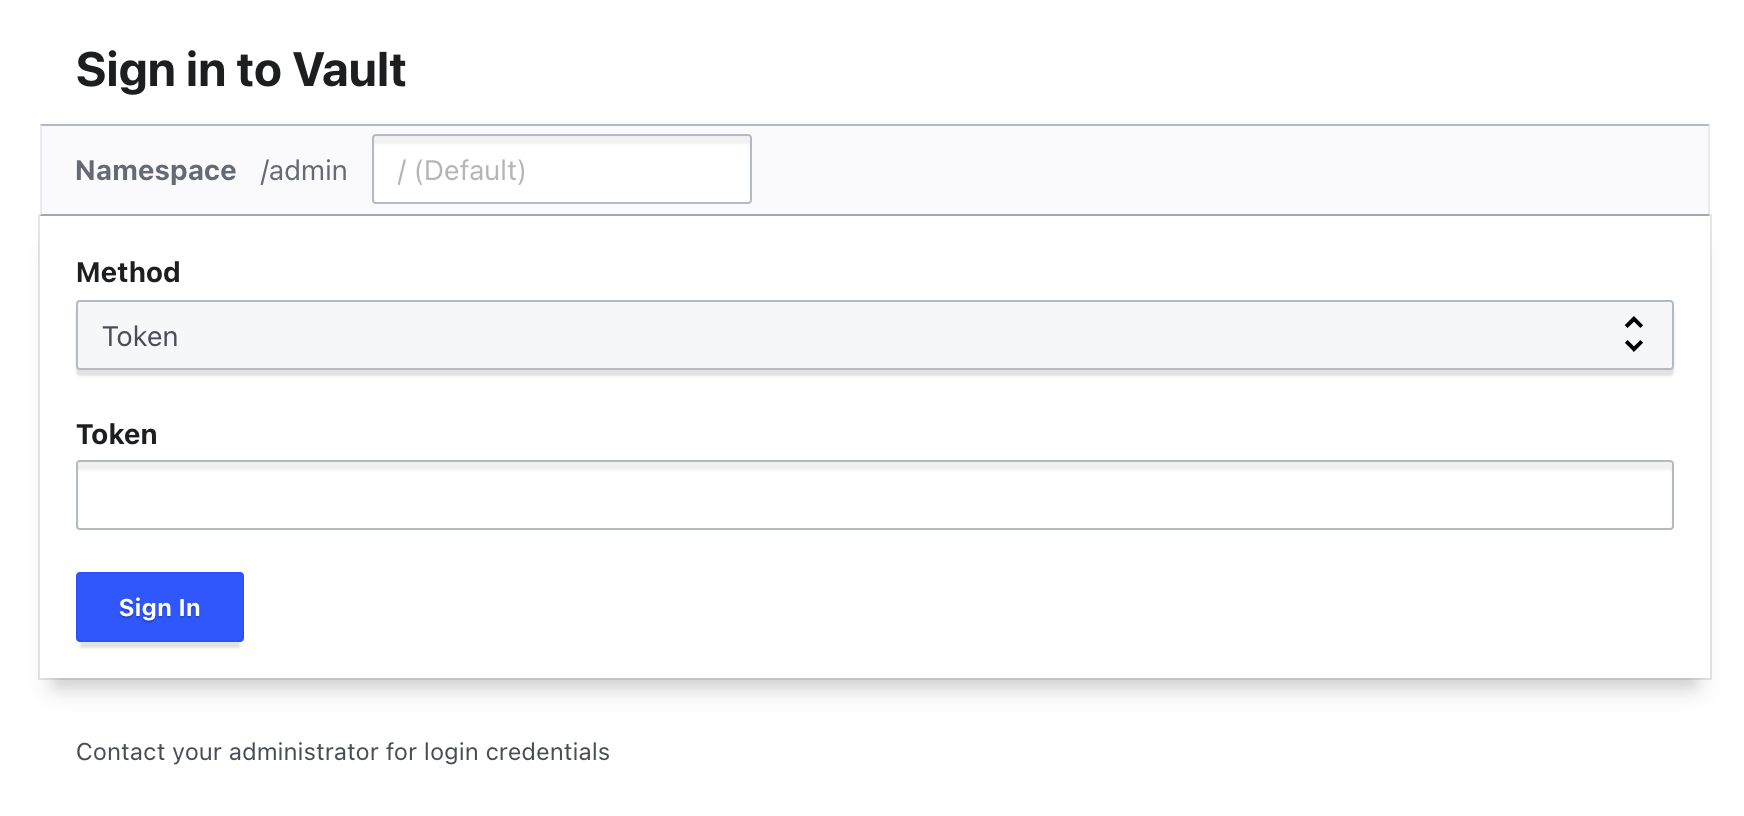 Sign in to Vault
Namespace /admin / (Default)
Method
Token
Token
Sign In
Contact your administrator for login credentials